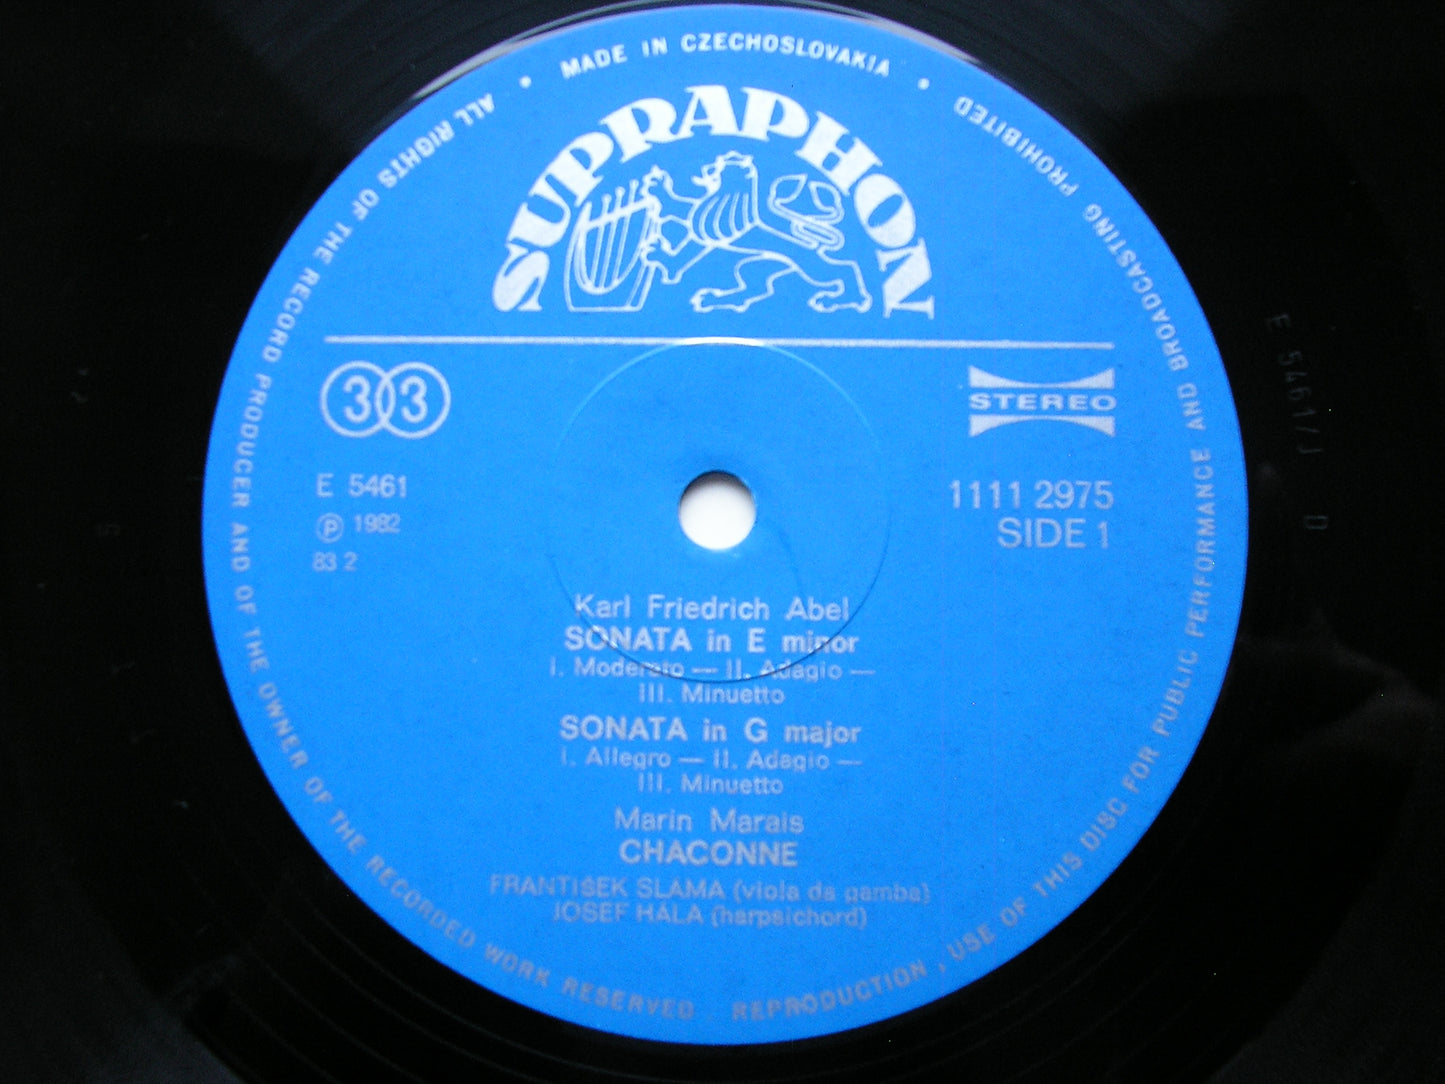 ALL RIGHTS OF THE RECORD PRODUCER AND OF THE OWNER OF THE RECORDED WORK RESERVED
• MADE IN CZECHOSLOVAKIA •
REPRODUCTION, USE OF THIS DISC FOR PUBLIC PERFORMANCE AND BROADCASTING PROHIBITED
SUPRAPHON
33
STEREO
E 5461
℗ 1982
83 2
1111 2975
SIDE 1
Karl Friedrich Abel
SONATA in E minor
I. Moderato — II. Adagio —
III. Minuetto
SONATA in G major
I. Allegro — II. Adagio —
III. Minuetto
Marin Marais
CHACONNE
FRANTIŠEK SLÁMA (viola da gamba)
JOSEF HÁLA (harpsichord)
E 5461/J